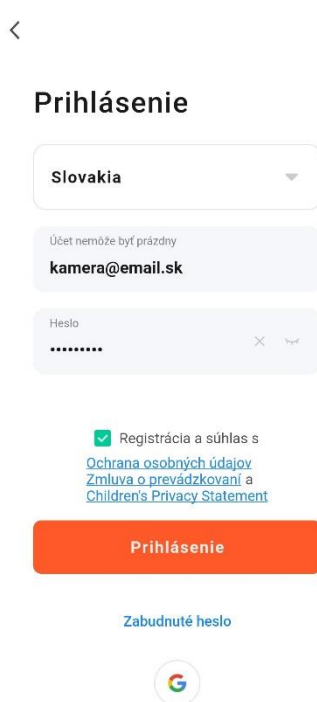 Prihlásenie
Slovakia
Účet nemôže byť prázdny
kamera@email.sk
Heslo
•••••••••
Registrácia a súhlas s
Ochrana osobných údajov
Zmluva o prevádzkovaní a
Children's Privacy Statement
Prihlásenie
Zabudnuté heslo